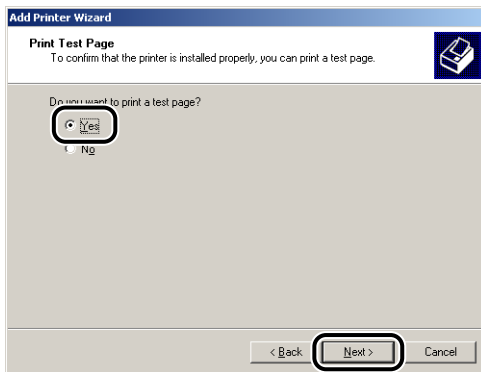 Add Printer Wizard
Print Test Page
To confirm that the printer is installed properly, you can print a test page.
Do you want to print a test page?
Yes
No
< Back
Next >
Cancel